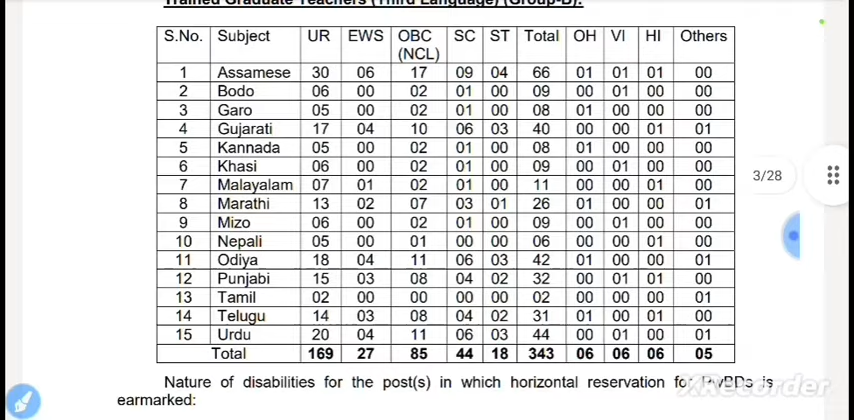 Trained Graduate Teachers (Third Language) (Group-B):
S.No. Subject UR EWS OBC (NCL) SC ST Total OH VI HI Others
1 Assamese 30 06 17 09 04 66 01 01 01 00
2 Bodo 06 00 02 01 00 09 00 01 00 00
3 Garo 05 00 02 01 00 08 01 00 00 00
4 Gujarati 17 04 10 06 03 40 00 00 01 01
5 Kannada 05 00 02 01 00 08 01 00 00 00
6 Khasi 06 00 02 01 00 09 00 01 00 00
7 Malayalam 07 01 02 01 00 11 00 00 01 00
8 Marathi 13 02 07 03 01 26 01 00 00 01
9 Mizo 06 00 02 01 00 09 00 01 00 00
10 Nepali 05 00 01 00 00 06 00 00 01 00
11 Odiya 18 04 11 06 03 42 01 00 00 01
12 Punjabi 15 03 08 04 02 32 00 01 01 00
13 Tamil 02 00 00 00 00 02 00 00 00 01
14 Telugu 14 03 08 04 02 31 01 00 01 00
15 Urdu 20 04 11 06 03 44 00 01 00 01
Total 169 27 85 44 18 343 06 06 06 05
3/28
Nature of disabilities for the post(s) in which horizontal reservation for PwBDs is
earmarked:
XRecorder